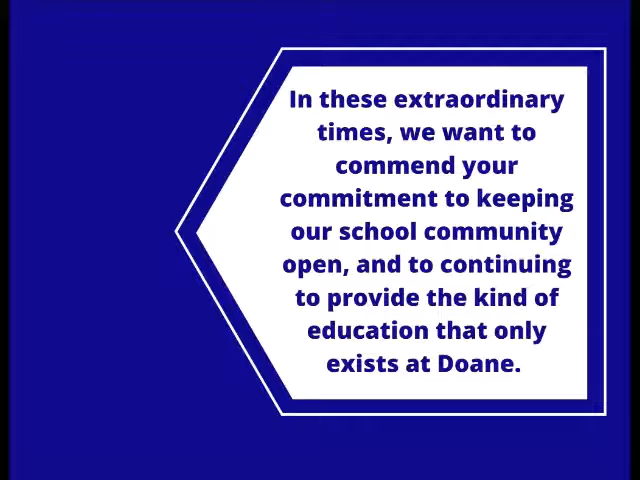 In these extraordinary
times, we want to
commend your
commitment to keeping
our school community
open, and to continuing
to provide the kind of
education that only
exists at Doane.